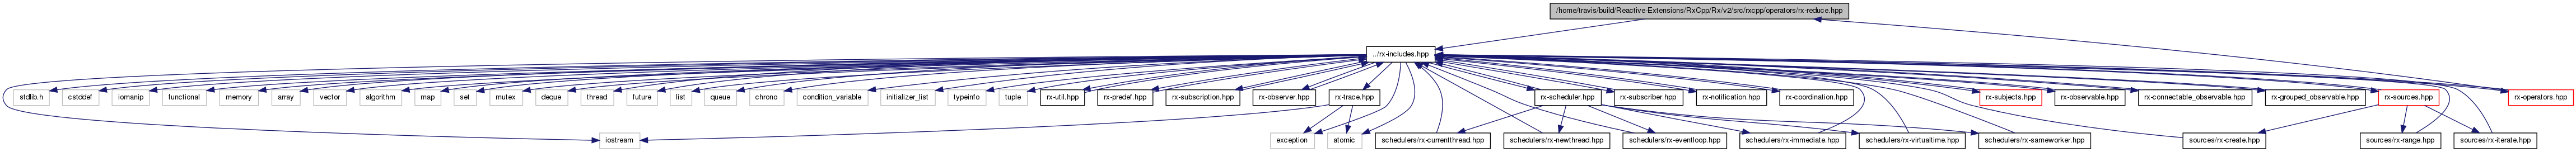 /home/travis/build/Reactive-Extensions/RxCpp/Rx/v2/src/rxcpp/operators/rx-reduce.hpp
../rx-includes.hpp
stdlib.h
cstddef
iomanip
functional
memory
array
vector
algorithm
map
set
mutex
deque
thread
future
list
queue
chrono
condition_variable
initializer_list
typeinfo
tuple
rx-util.hpp
rx-predef.hpp
rx-subscription.hpp
rx-observer.hpp
rx-trace.hpp
rx-scheduler.hpp
rx-subscriber.hpp
rx-notification.hpp
rx-coordination.hpp
rx-subjects.hpp
rx-observable.hpp
rx-connectable_observable.hpp
rx-grouped_observable.hpp
rx-sources.hpp
rx-operators.hpp
iostream
exception
atomic
schedulers/rx-currentthread.hpp
schedulers/rx-newthread.hpp
schedulers/rx-eventloop.hpp
schedulers/rx-immediate.hpp
schedulers/rx-virtualtime.hpp
schedulers/rx-sameworker.hpp
sources/rx-create.hpp
sources/rx-range.hpp
sources/rx-iterate.hpp